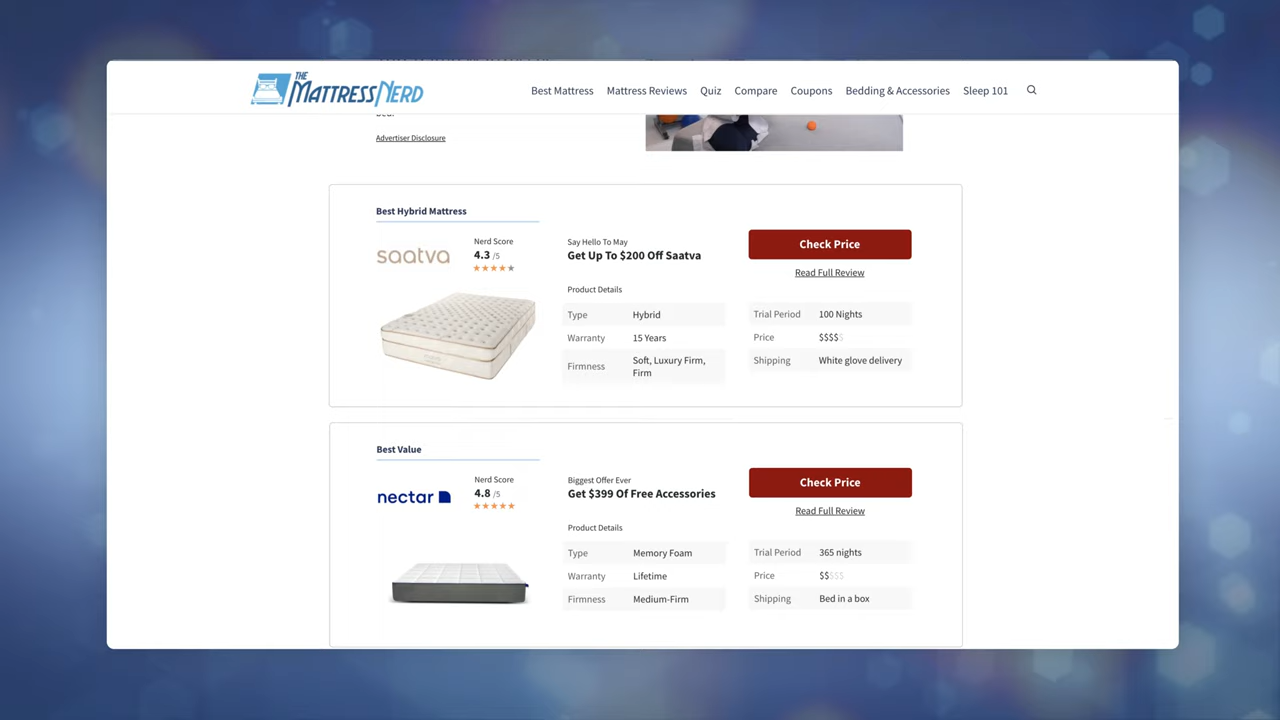 THE MATTRESSNERD
Best Mattress Mattress Reviews Quiz Compare Coupons Bedding & Accessories Sleep 101
Advertiser Disclosure
Best Hybrid Mattress
saatva
Nerd Score
4.3 /5
Say Hello To May
Get Up To $200 Off Saatva
Check Price
Read Full Review
Product Details
Type Hybrid
Warranty 15 Years
Firmness Soft, Luxury Firm,
Firm
Trial Period 100 Nights
Price $$$$$
Shipping White glove delivery
Best Value
nectar
Nerd Score
4.8 /5
Biggest Offer Ever
Get $399 Of Free Accessories
Check Price
Read Full Review
Product Details
Type Memory Foam
Warranty Lifetime
Firmness Medium-Firm
Trial Period 365 nights
Price $$$$$
Shipping Bed in a box